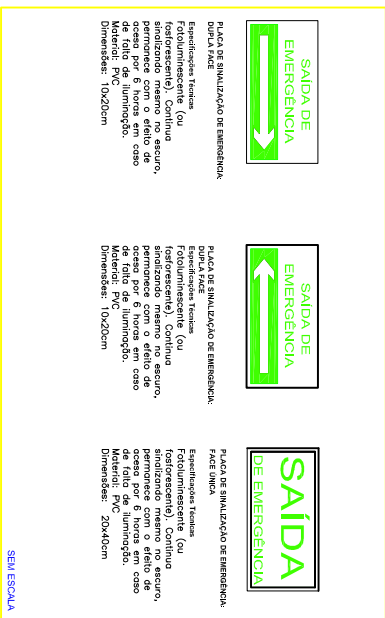 SAÍDA DE
EMERGÊNCIA
PLACA DE SINALIZAÇÃO DE EMERGÊNCIA:
DUPLA FACE
Especificações Técnicas
Fotoluminescente (ou
fosforescente). Continua
sinalizando mesmo no escuro,
permanece com o efeito de
acesa por 6 horas em caso
de falta de iluminação.
Material: PVC
Dimensões: 10x20cm
SAÍDA DE
EMERGÊNCIA
PLACA DE SINALIZAÇÃO DE EMERGÊNCIA:
DUPLA FACE
Especificações Técnicas
Fotoluminescente (ou
fosforescente). Continua
sinalizando mesmo no escuro,
permanece com o efeito de
acesa por 6 horas em caso
de falta de iluminação.
Material: PVC
Dimensões: 10x20cm
SAÍDA
DE EMERGÊNCIA
PLACA DE SINALIZAÇÃO DE EMERGÊNCIA:
FACE ÚNICA
Especificações Técnicas
Fotoluminescente (ou
fosforescente). Continua
sinalizando mesmo no escuro,
permanece com o efeito de
acesa por 6 horas em caso
de falta de iluminação.
Material: PVC
Dimensões: 20x40cm
SEM ESCALA